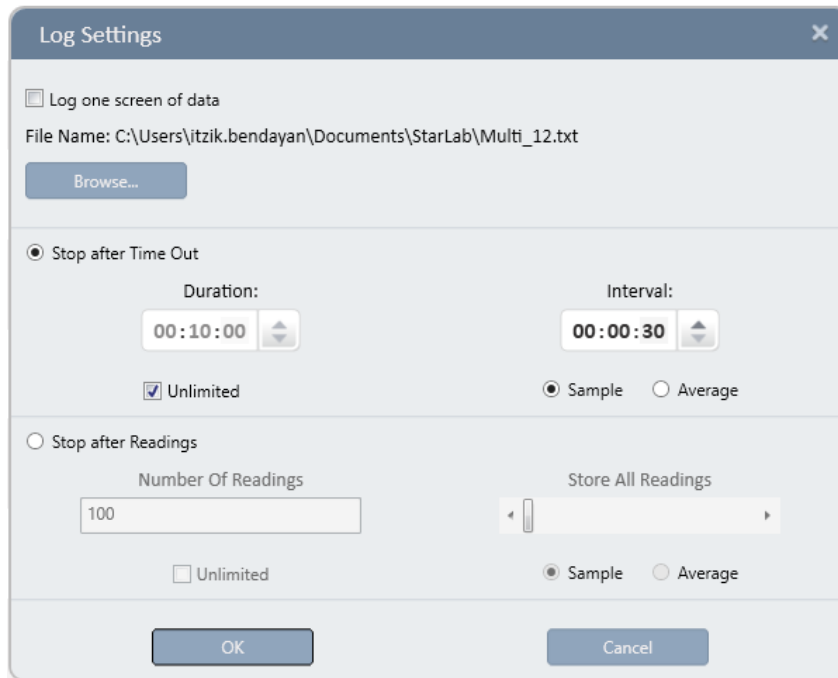 Log Settings
Log one screen of data
File Name: C:\Users\itzik.bendayan\Documents\StarLab\Multi_12.txt
Browse...
Stop after Time Out
Duration: Interval:
00:10:00 00:00:30
Unlimited Sample Average
Stop after Readings
Number Of Readings Store All Readings
100
Unlimited Sample Average
OK Cancel